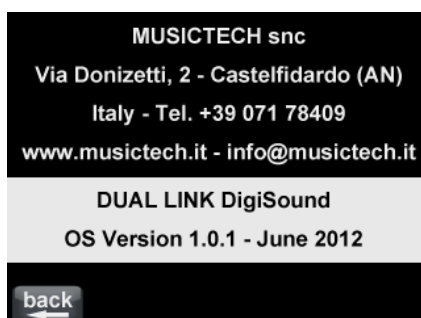 MUSICTECH snc
Via Donizetti, 2 - Castelfidardo (AN)
Italy - Tel. +39 071 78409
www.musictech.it - info@musictech.it
DUAL LINK DigiSound
OS Version 1.0.1 - June 2012
back